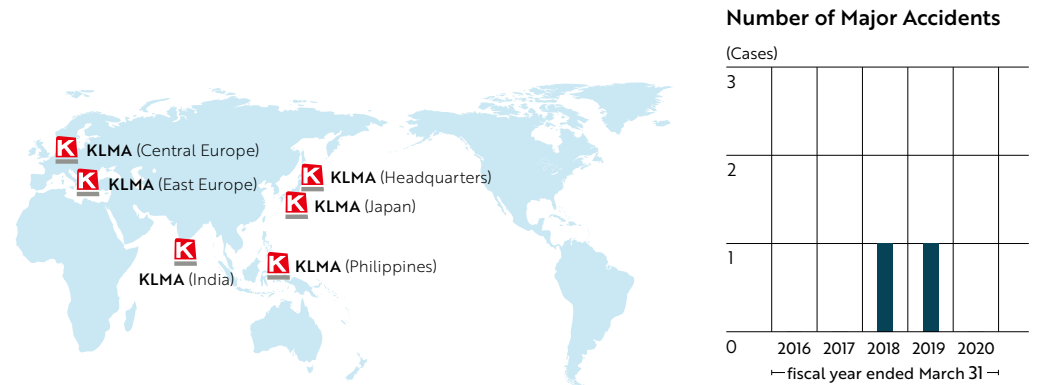 Number of Major Accidents
(Cases)
3
2
1
0
2016 2017 2018 2019 2020
fiscal year ended March 31
K KLMA (Central Europe)
K KLMA (East Europe)
K KLMA (Headquarters)
K KLMA (Japan)
K
KLMA (India)
K KLMA (Philippines)